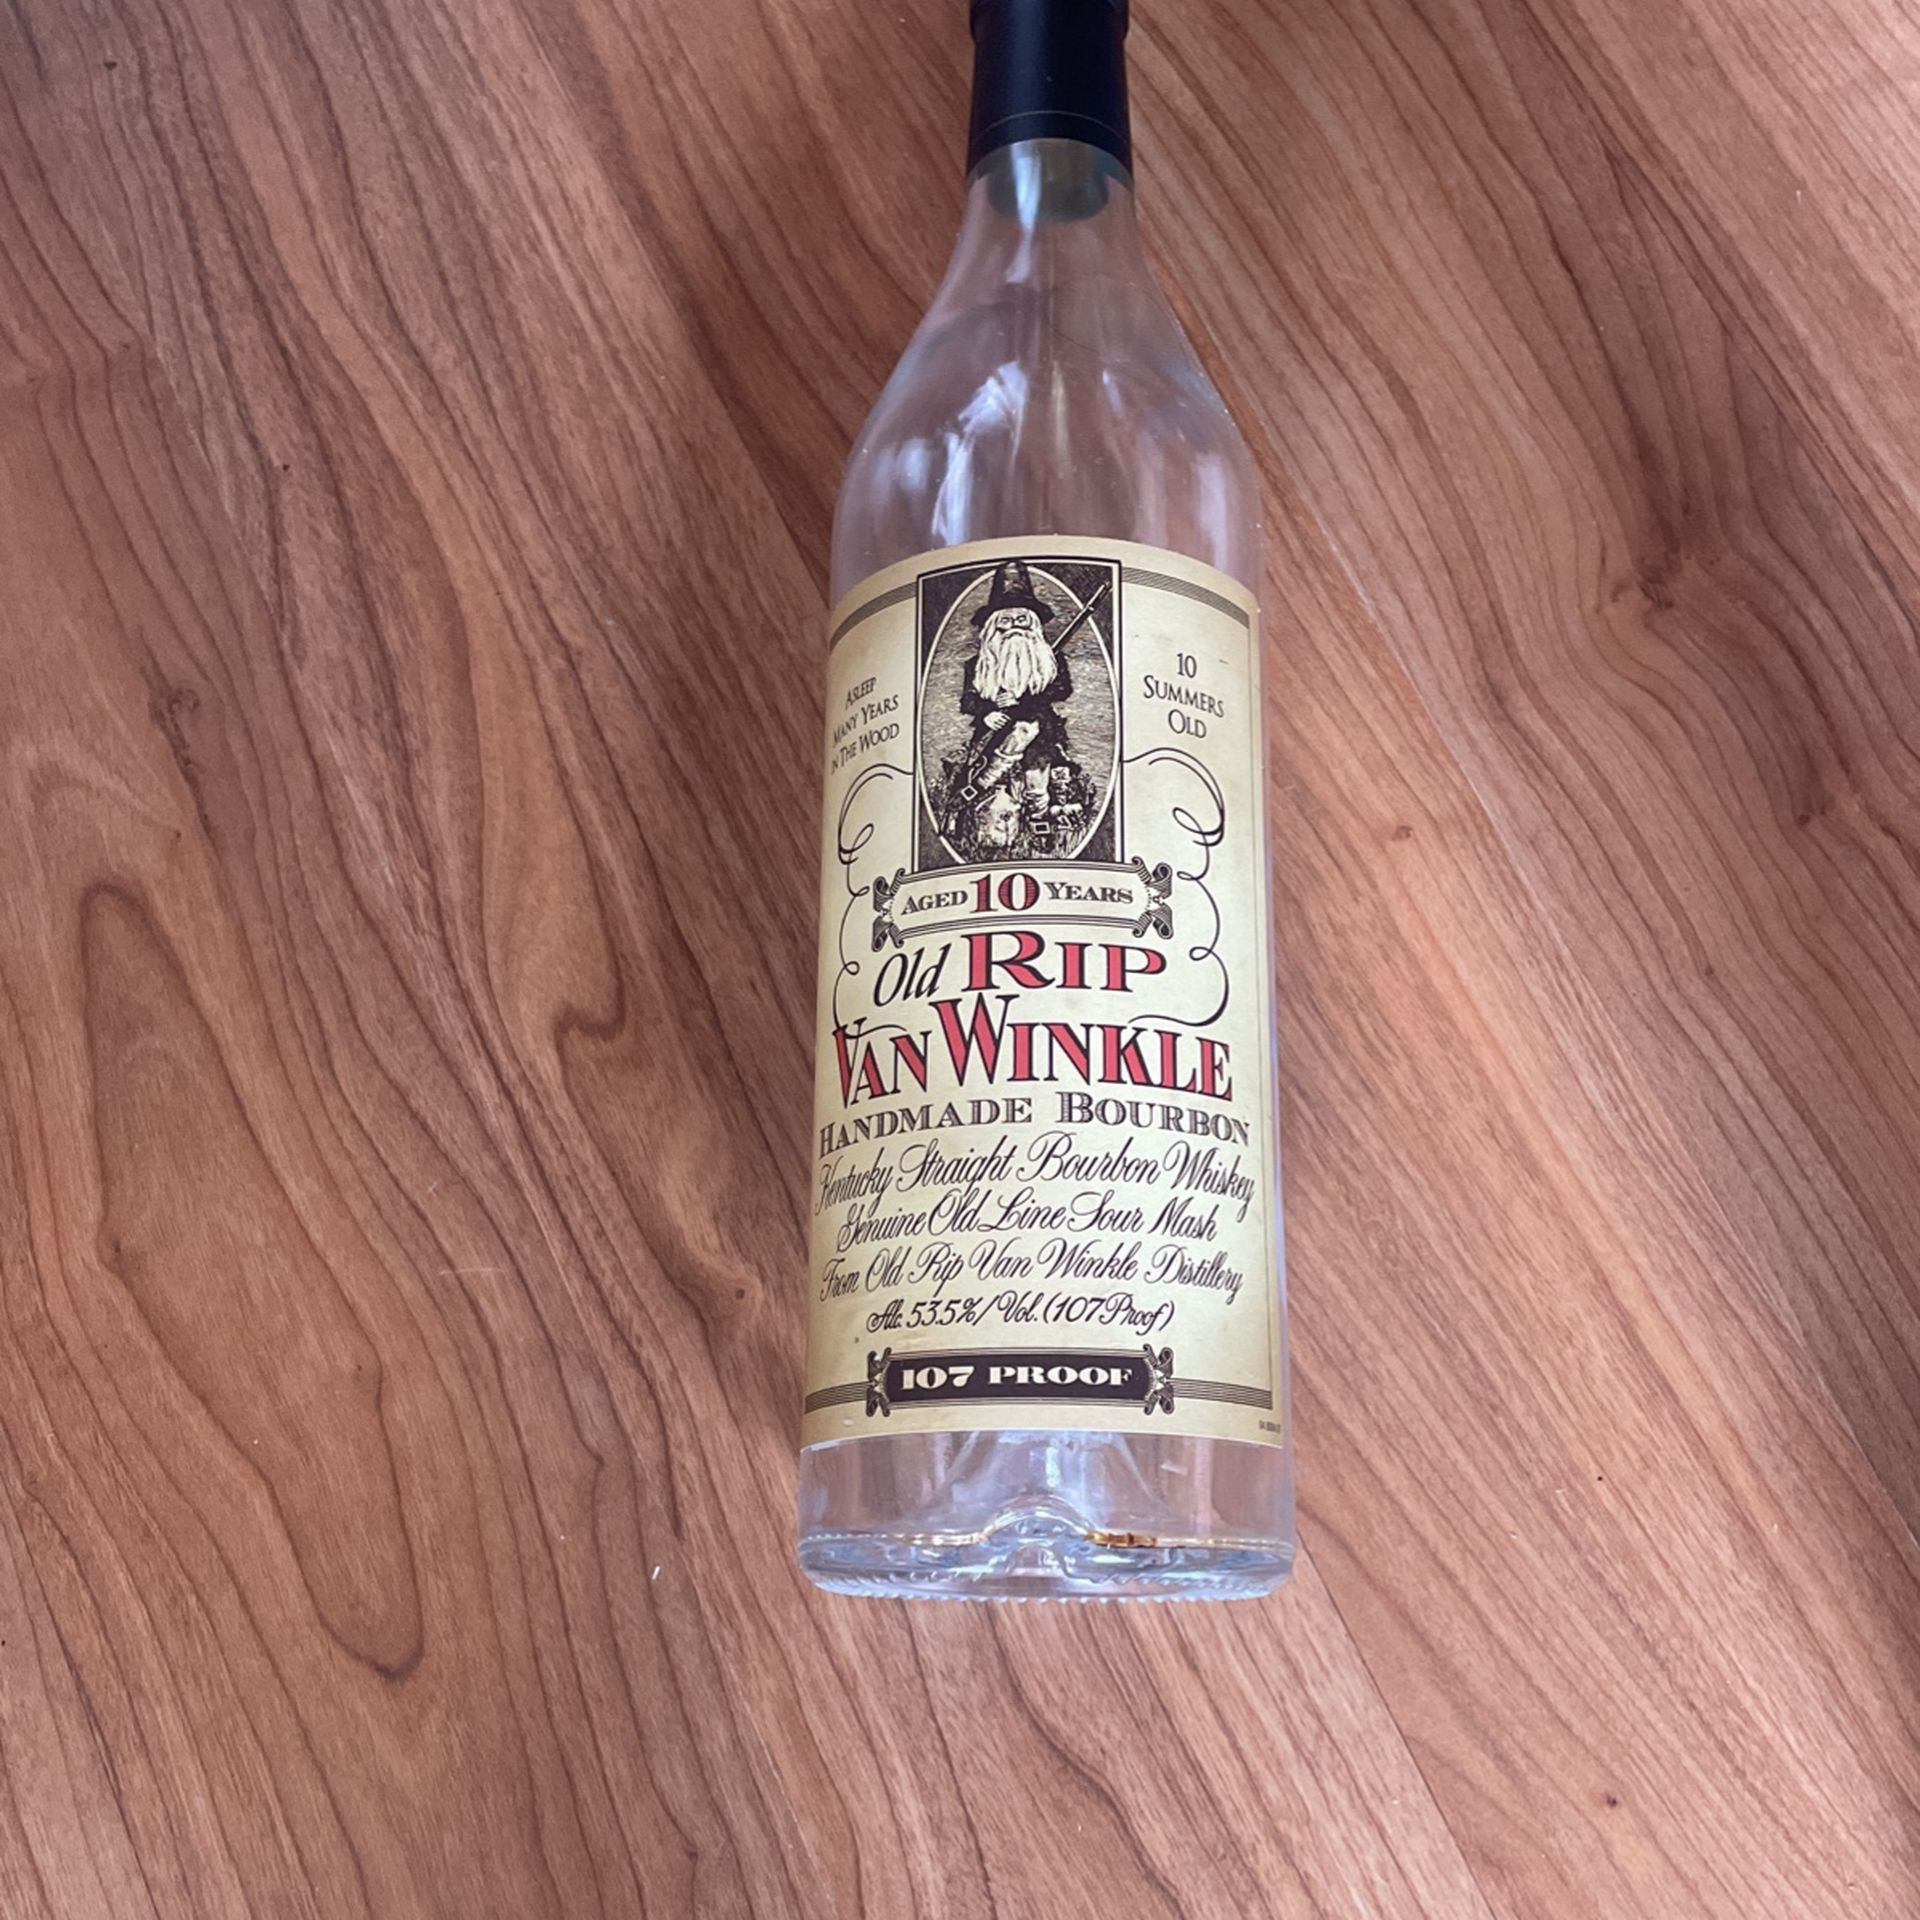 ASLEEP
MANY YEARS
IN THE WOOD
10
SUMMERS
OLD
AGED 10 YEARS
Old RIP
VAN WINKLE
HANDMADE BOURBON
Kentucky Straight Bourbon Whiskey
Genuine Old Line Sour Mash
From Old Rip Van Winkle Distillery
Alc. 53.5%/Vol. (107 Proof)
107 PROOF